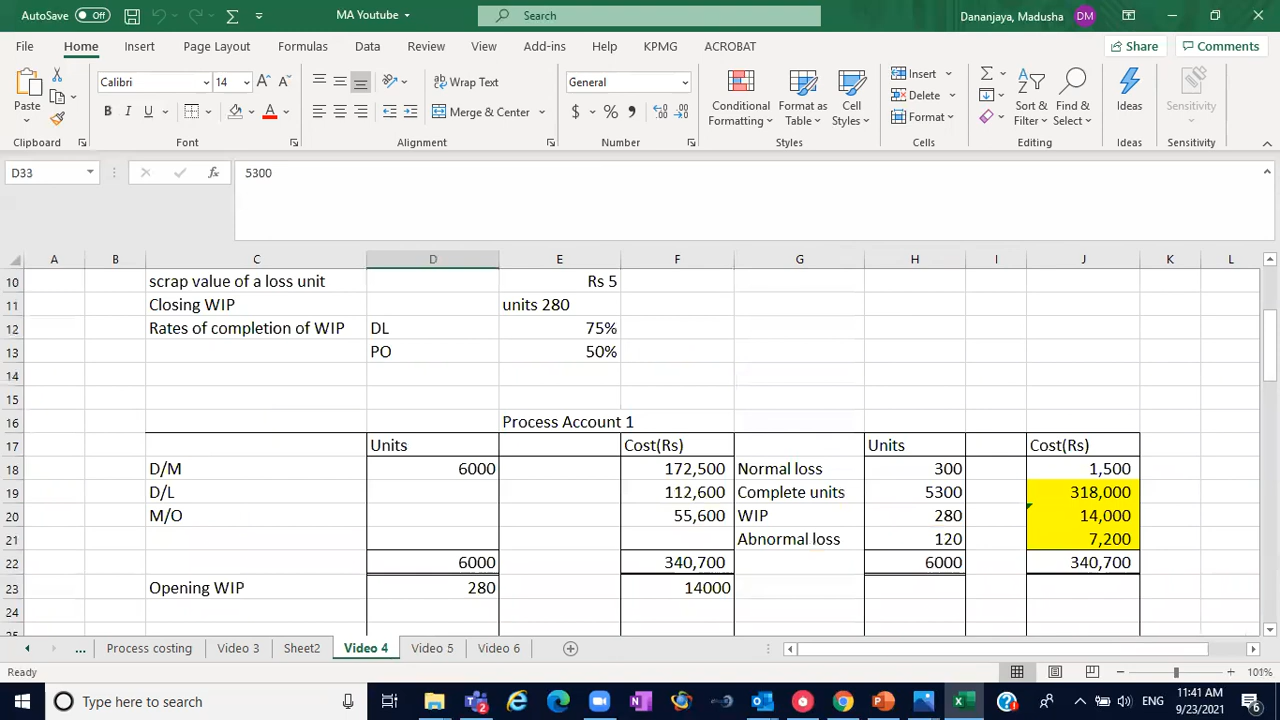 AutoSave Off MA Youtube Search Dananjaya, Madusha DM
File Home Insert Page Layout Formulas Data Review View Add-ins Help KPMG ACROBAT Share Comments
Calibri 14 Wrap Text General Insert
Paste B I U Merge & Center $ % Conditional Formatting Format as Table Cell Styles Delete Format Sort & Filter Find & Select Ideas Sensitivity
Clipboard Font Alignment Number Styles Cells Editing Ideas Sensitivity
D33 fx 5300
A B C D E F G H I J K L
10 scrap value of a loss unit Rs 5
11 Closing WIP units 280
12 Rates of completion of WIP DL 75%
13 PO 50%
14
15
16 Process Account 1
17 Units Cost(Rs) Units Cost(Rs)
18 D/M 6000 172,500 Normal loss 300 1,500
19 D/L 112,600 Complete units 5300 318,000
20 M/O 55,600 WIP 280 14,000
21 Abnormal loss 120 7,200
22 6000 340,700 6000 340,700
23 Opening WIP 280 14000
24
25
... Process costing Video 3 Sheet2 Video 4 Video 5 Video 6
Ready 101%
Type here to search 2 ENG 11:41 AM
9/23/2021 6